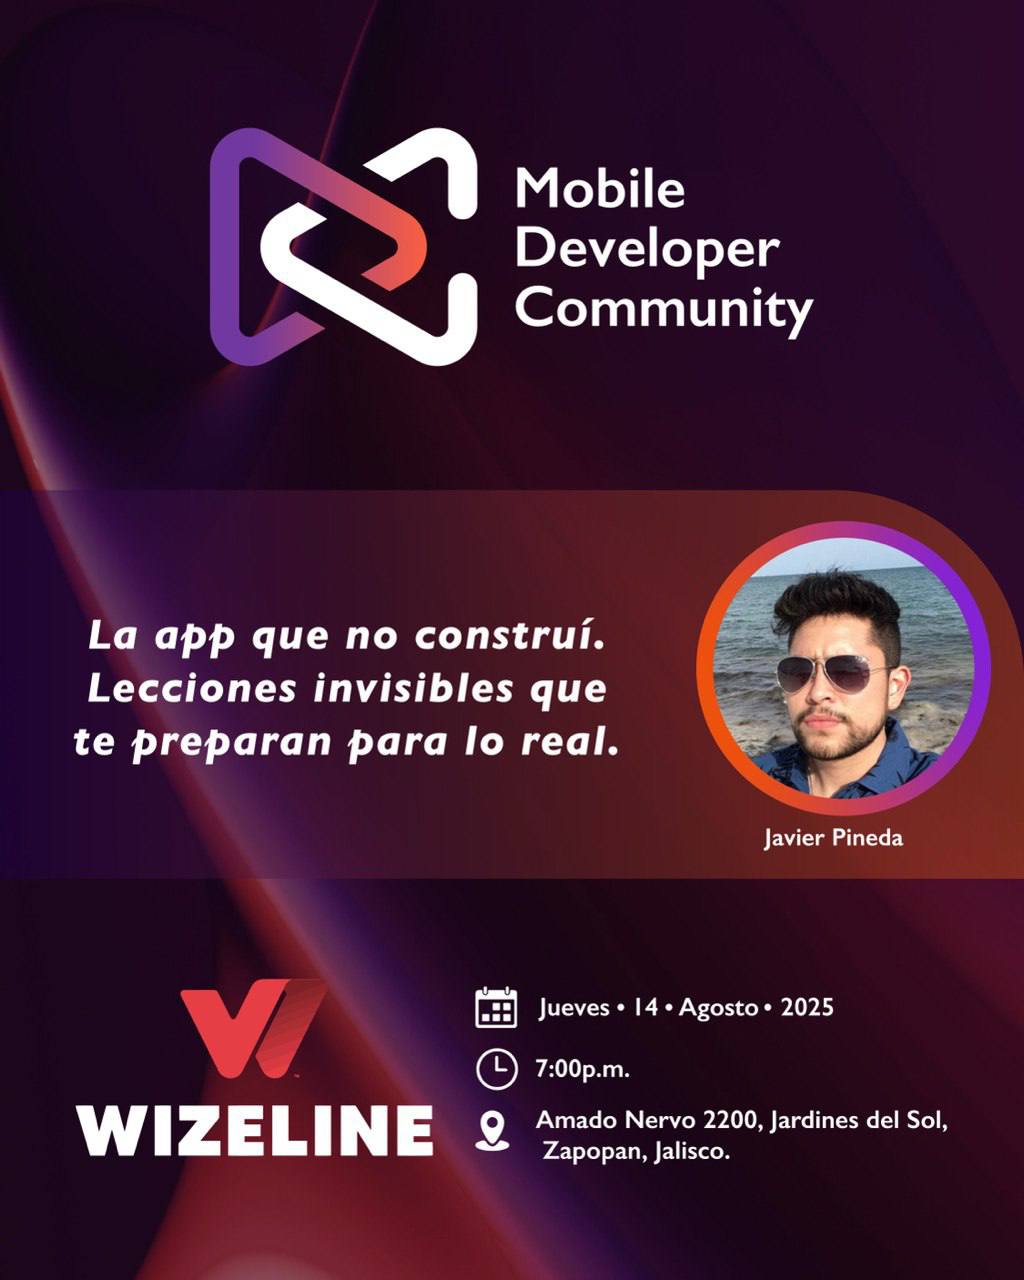 Mobile
Developer
Community
La app que no construí.
Lecciones invisibles que
te preparan para lo real.
Javier Pineda
WIZELINE
Jueves • 14 • Agosto • 2025
7:00p.m.
Amado Nervo 2200, Jardines del Sol,
Zapopan, Jalisco.